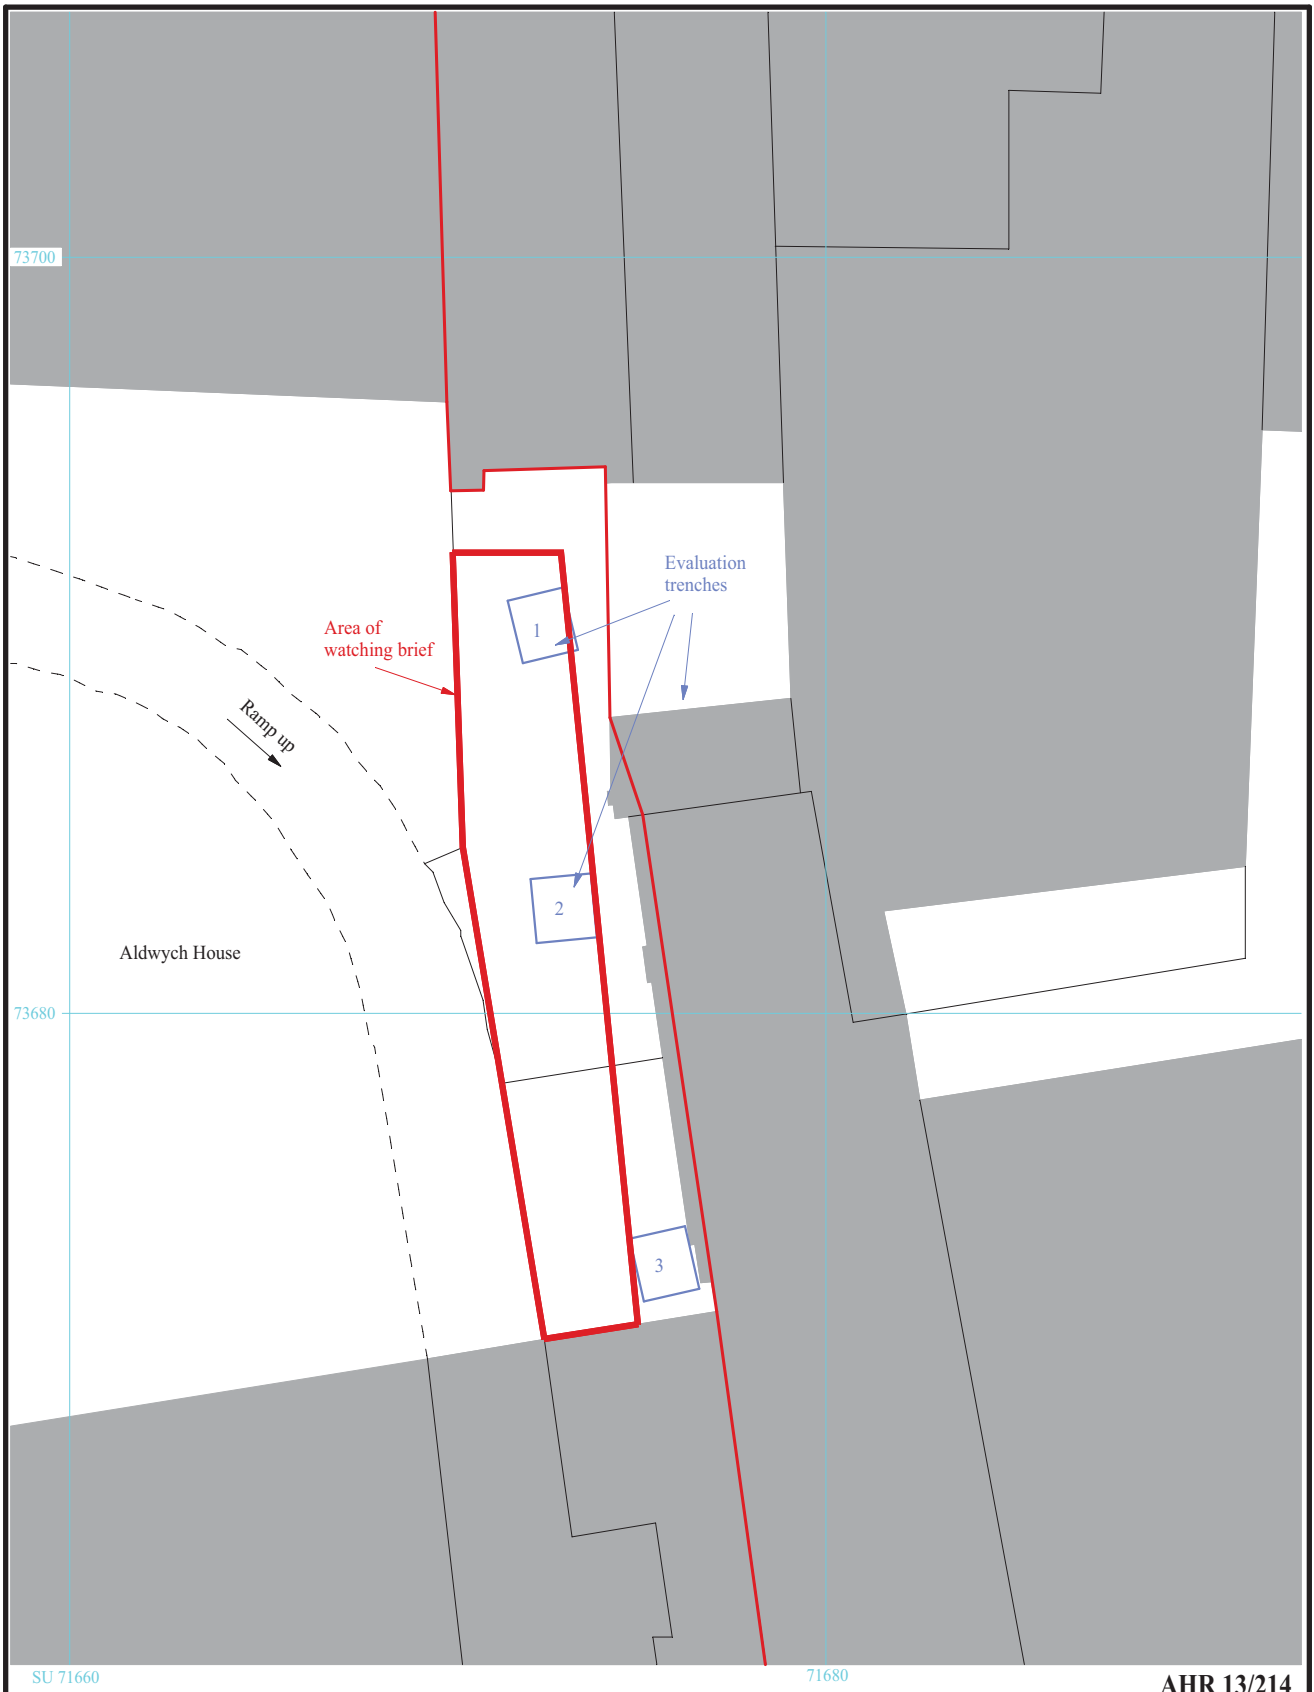 73700
Evaluation
trenches
1
Area of
watching brief
Ramp up
2
Aldwych House
73680
3
SU 71660
71680
AHR 13/214